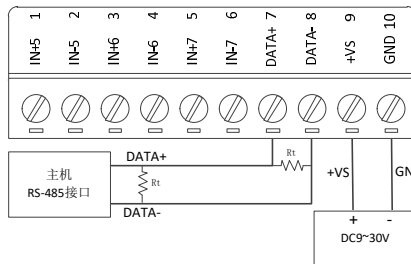 1 2 3 4 5 6 7 8 9 10
IN+5 IN-5 IN+6 IN-6 IN+7 IN-7 DATA+ DATA- +VS GND
DATA+
Rt
主机
RS-485接口
Rt
DATA-
+VS
GN
+ -
DC9~30V